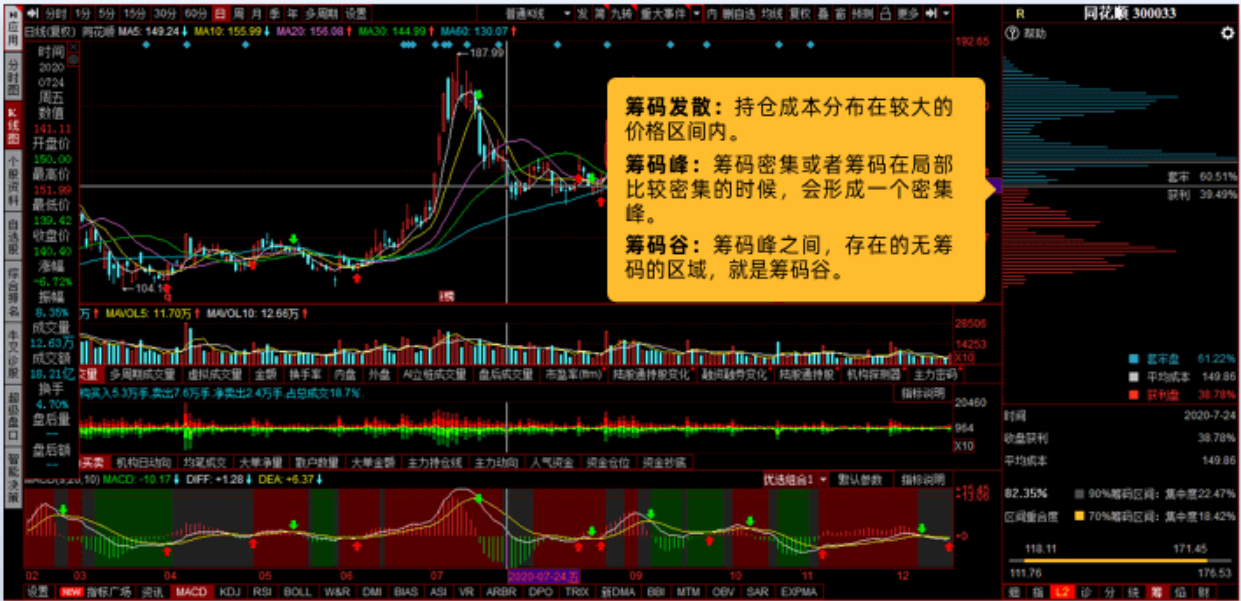 分时 1分 5分 15分 30分 60分 日 周 月 季 年 多周期 设置
普通K线 发 简 九转 重大事件 内 删自选 均线 复权 叠 窗 预测 更多
R 同花顺 300033
帮助
日线(复权) 同花顺 MA5: 149.24 MA10: 155.99 MA20: 156.08 MA30: 144.99 MA60: 130.07
192.65
187.99
应用
分时图
K线图
个股资料
自选股
综合排名
牛叉诊股
超级盘口
智能决策
时间
2020
0724
周五
数值
141.11
开盘价
150.00
最高价
151.99
最低价
139.42
收盘价
140.40
涨幅
-6.72%
振幅
8.35%
成交量
12.63万
成交额
18.21亿
换手
4.70%
盘后量
--
盘后额
--
筹码发散：持仓成本分布在较大的
价格区间内。
筹码峰：筹码密集或者筹码在局部
比较密集的时候，会形成一个密集
峰。
筹码谷：筹码峰之间，存在的无筹
码的区域，就是筹码谷。
套牢 60.51%
获利 39.49%
万 MAVOL5: 11.70万 MAVOL10: 12.66万
28506
14253
X10
多周期成交量 虚拟成交量 金额 换手率 内盘 外盘 AI立桩成交量 盘后成交量 市盈率(ttm) 陆股通持股变化 融资融券变化 陆股通持股 机构探测器 主力密码
构买入5.3万手,卖出7.6万手,净卖出2.4万手,占总成交18.7%
指标说明
20460
964
X10
买卖 机构日动向 均笔成交 大单净量 散户数量 大单金额 主力持仓线 主力动向 人气资金 资金仓位 资金抄底
MACD: -10.17 DIFF: +1.28 DEA: +6.37
优选组合1 默认参数 指标说明
+0
02 03 04 05 06 07 2020-07-24,五 09 10 11 12
设置 NEW 指标广场 资讯 MACD KDJ RSI BOLL W&R DMI BIAS ASI VR ARBR DPO TRIX 新DMA BBI MTM OBV SAR EXPMA
套牢盘 61.22%
平均成本 149.86
获利盘 38.78%
时间 2020-7-24
收盘获利 38.78%
平均成本 149.86
82.35% 90%筹码区间: 集中度22.47%
区间重合度 70%筹码区间: 集中度18.42%
118.11 171.45
111.76 176.53
细 指 L2 诊 分 统 筹 值 财